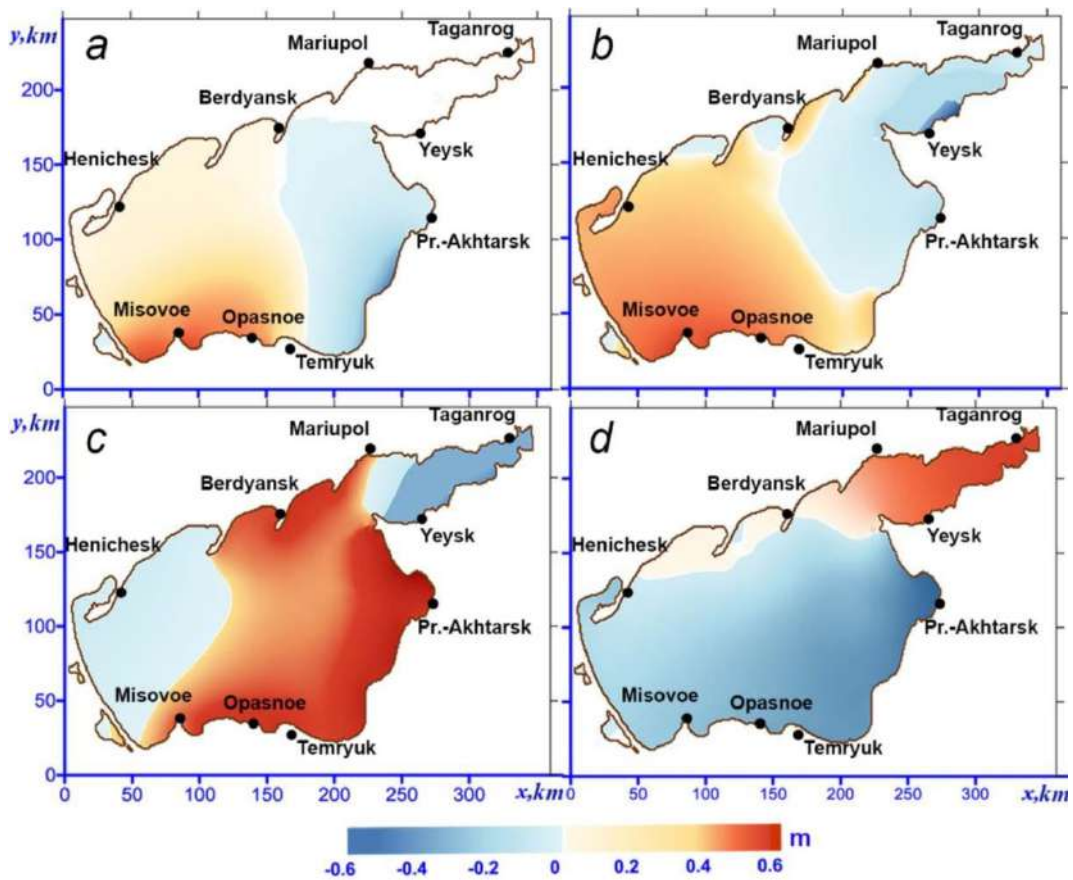 y,km
a
Mariupol
Taganrog
Berdyansk
Henichesk
Yeysk
Pr.-Akhtarsk
Misovoe
Opasnoe
Temryuk
200
150
100
50
0
b
Mariupol
Taganrog
Berdyansk
Henichesk
Yeysk
Pr.-Akhtarsk
Misovoe
Opasnoe
Temryuk
y,km
c
Mariupol
Taganrog
Berdyansk
Henichesk
Yeysk
Pr.-Akhtarsk
Misovoe
Opasnoe
Temryuk
200
150
100
50
0
0 50 100 150 200 250 300 x,km
d
Mariupol
Taganrog
Berdyansk
Henichesk
Yeysk
Pr.-Akhtarsk
Misovoe
Opasnoe
Temryuk
0 50 100 150 200 250 300 x,km
m
-0.6 -0.4 -0.2 0 0.2 0.4 0.6